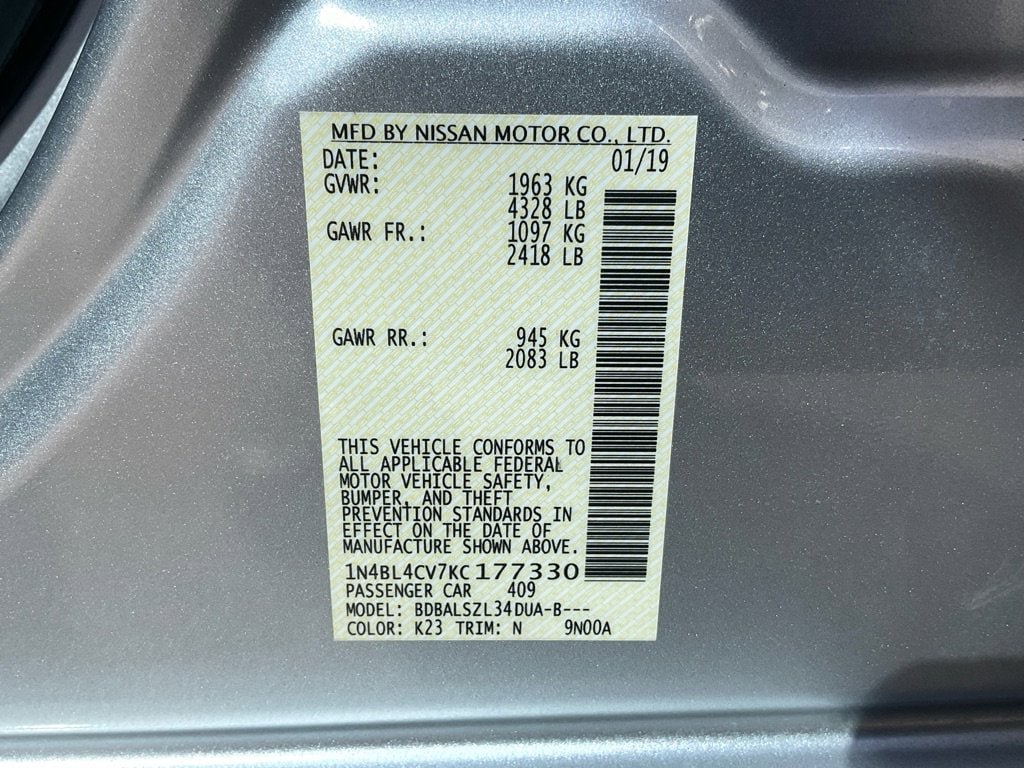 MFD BY NISSAN MOTOR CO., LTD.
DATE: 01/19
GVWR: 1963 KG
4328 LB
GAWR FR.: 1097 KG
2418 LB
GAWR RR.: 945 KG
2083 LB
THIS VEHICLE CONFORMS TO
ALL APPLICABLE FEDERAL
MOTOR VEHICLE SAFETY,
BUMPER, AND THEFT
PREVENTION STANDARDS IN
EFFECT ON THE DATE OF
MANUFACTURE SHOWN ABOVE.
1N4BL4CV7KC177330
PASSENGER CAR 409
MODEL: BDBALSZL34DUA-B---
COLOR: K23 TRIM: N 9N00A